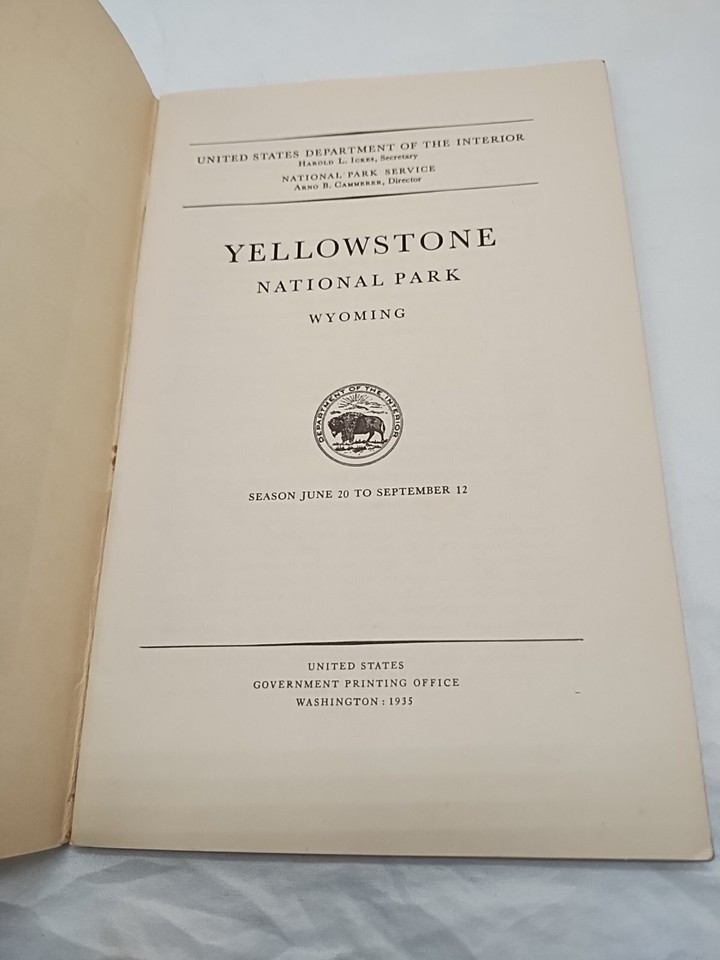 UNITED STATES DEPARTMENT OF THE INTERIOR
HAROLD L. ICKES, Secretary
NATIONAL PARK SERVICE
ARNO B. CAMMERER, Director
YELLOWSTONE
NATIONAL PARK
WYOMING
DEPARTMENT OF THE INTERIOR
SEASON JUNE 20 TO SEPTEMBER 12
UNITED STATES
GOVERNMENT PRINTING OFFICE
WASHINGTON : 1935